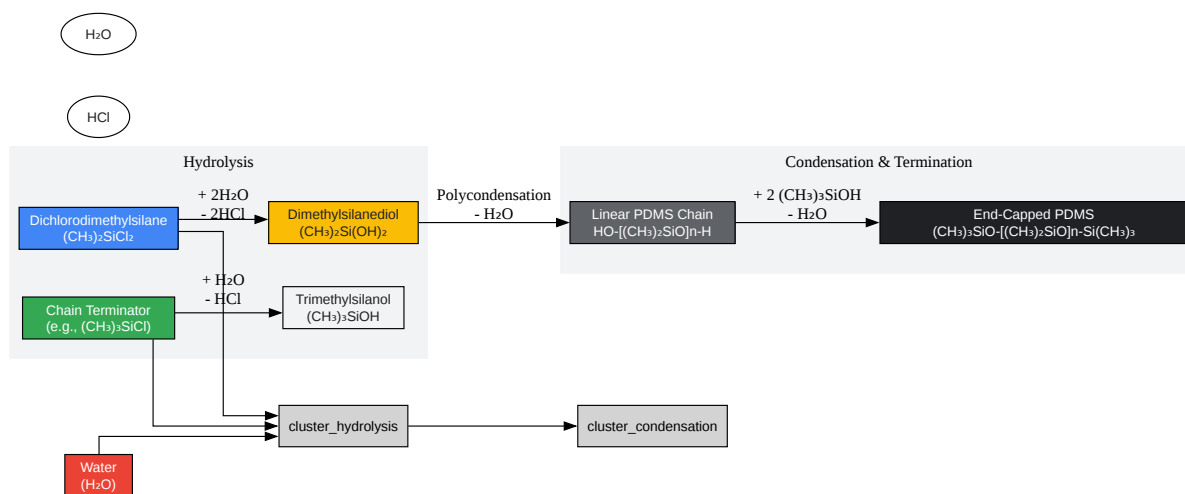 H₂O
HCl
Hydrolysis
Condensation & Termination
+ 2H₂O
- 2HCl
Dichlorodimethylsilane
(CH₃)₂SiCl₂
Dimethylsilanediol
(CH₃)₂Si(OH)₂
Polycondensation
- H₂O
Linear PDMS Chain
HO-[(CH₃)₂SiO]n-H
+ 2 (CH₃)₃SiOH
- H₂O
End-Capped PDMS
(CH₃)₃SiO-[(CH₃)₂SiO]n-Si(CH₃)₃
+ H₂O
- HCl
Chain Terminator
(e.g., (CH₃)₃SiCl)
Trimethylsilanol
(CH₃)₃SiOH
cluster_hydrolysis
cluster_condensation
Water
(H₂O)